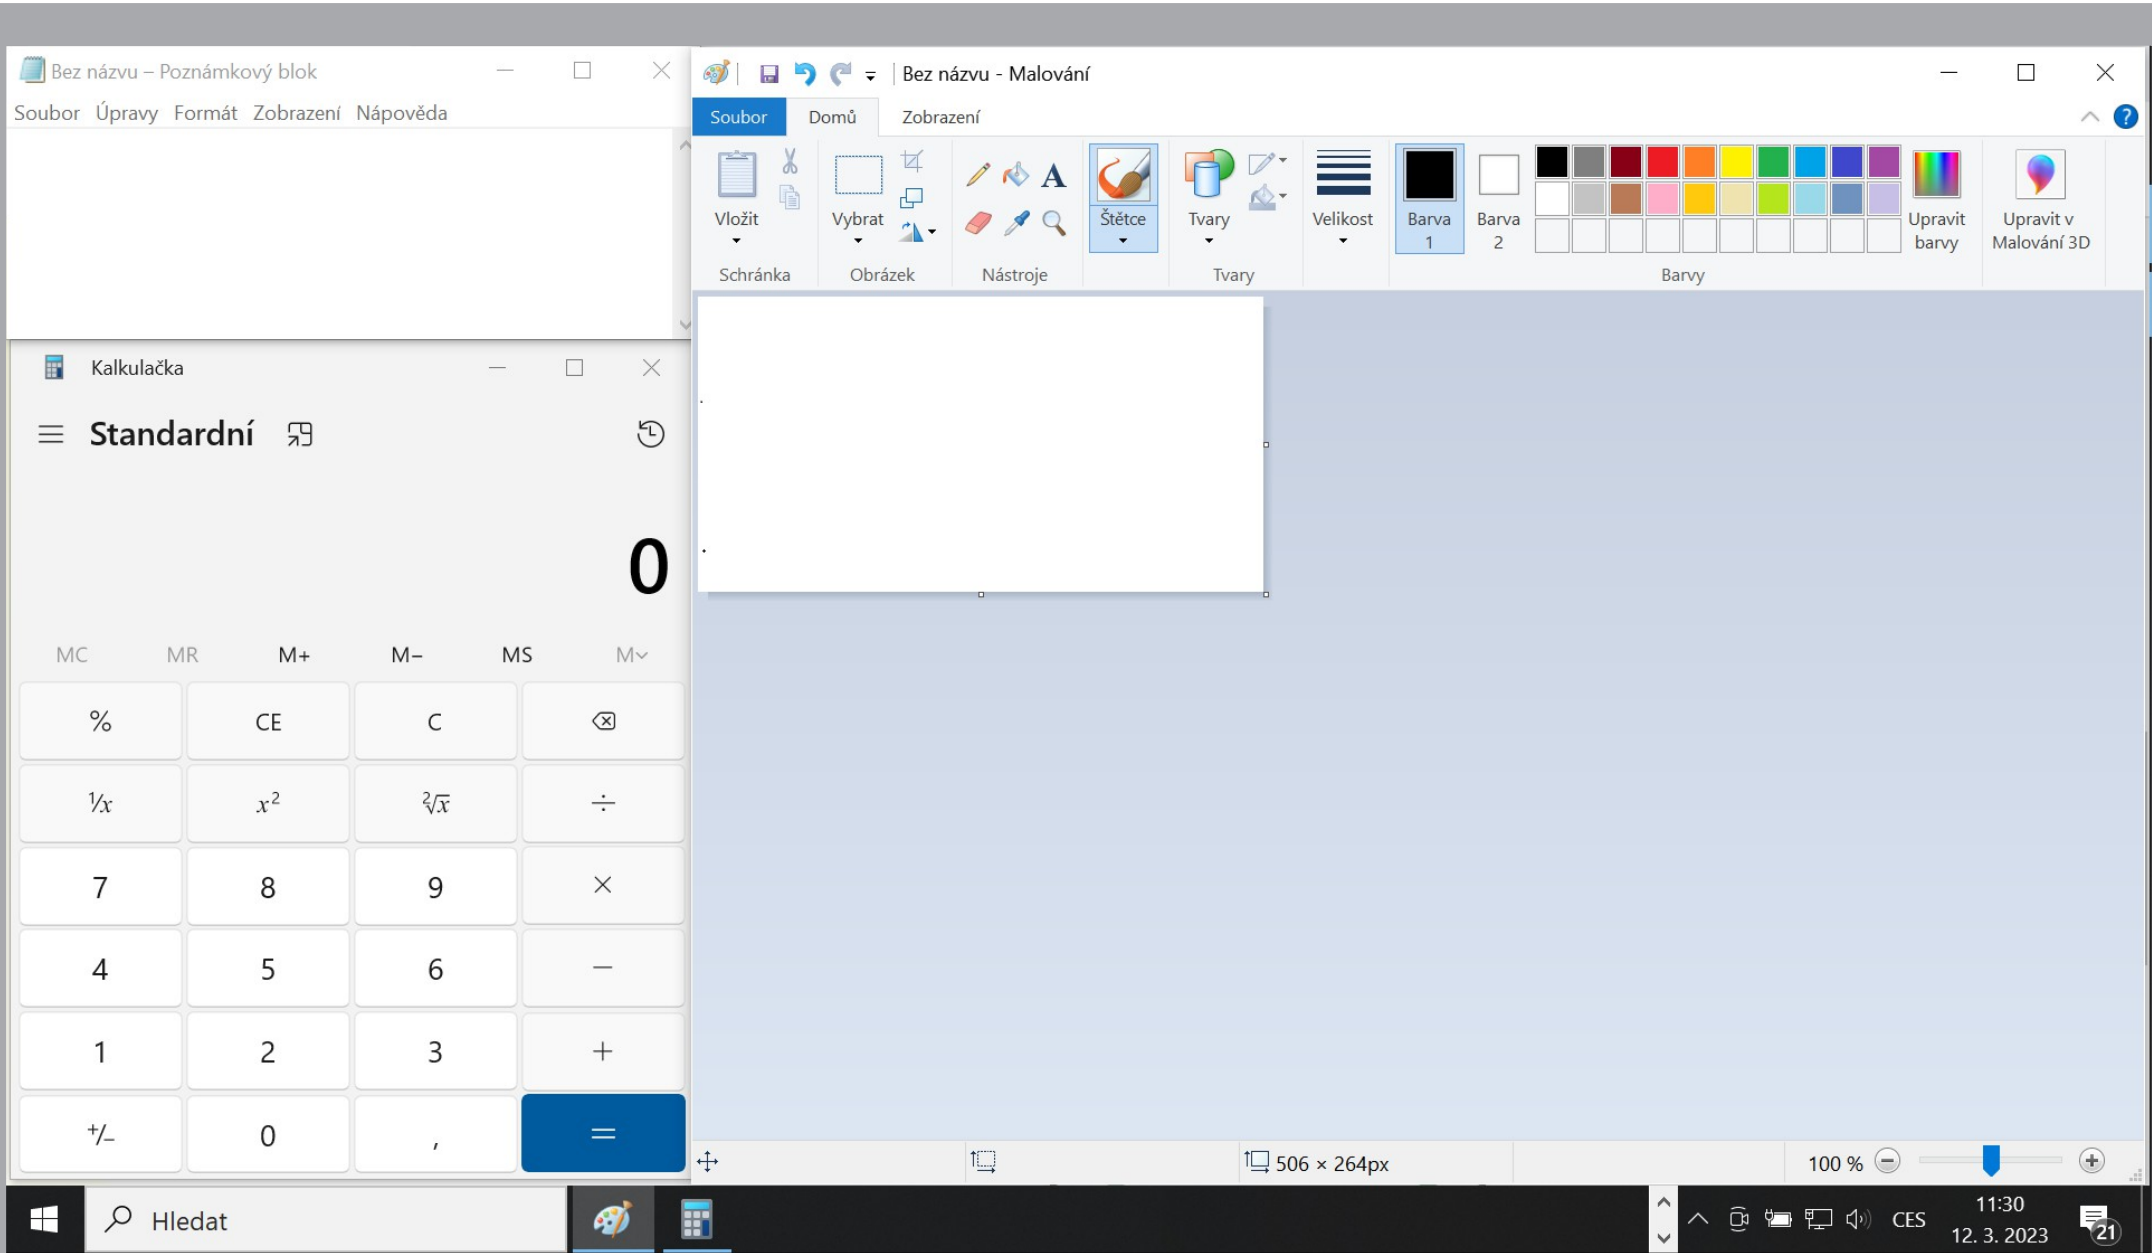 Bez názvu – Poznámkový blok
Soubor Úpravy Formát Zobrazení Nápověda
Kalkulačka
Standardní
0
MC MR M+ M− MS M
% CE C
1/x x² ²√x ÷
7 8 9 ×
4 5 6 −
1 2 3 +
+/− 0 , =
Bez názvu - Malování
Soubor Domů Zobrazení
?
A
Vložit
Vybrat
Štětce
Tvary
Velikost
Barva
1
Barva
2
Upravit
barvy
Upravit v
Malování 3D
Schránka Obrázek Nástroje Tvary Barvy
506 × 264px
100 %
Hledat
CES
11:30
12. 3. 2023
21